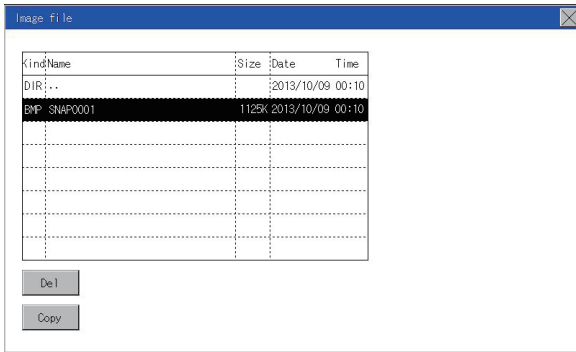 Image file
Kind Name Size Date Time
DIR .. 2013/10/09 00:10
BMP SNAP0001 1125K 2013/10/09 00:10
Del
Copy